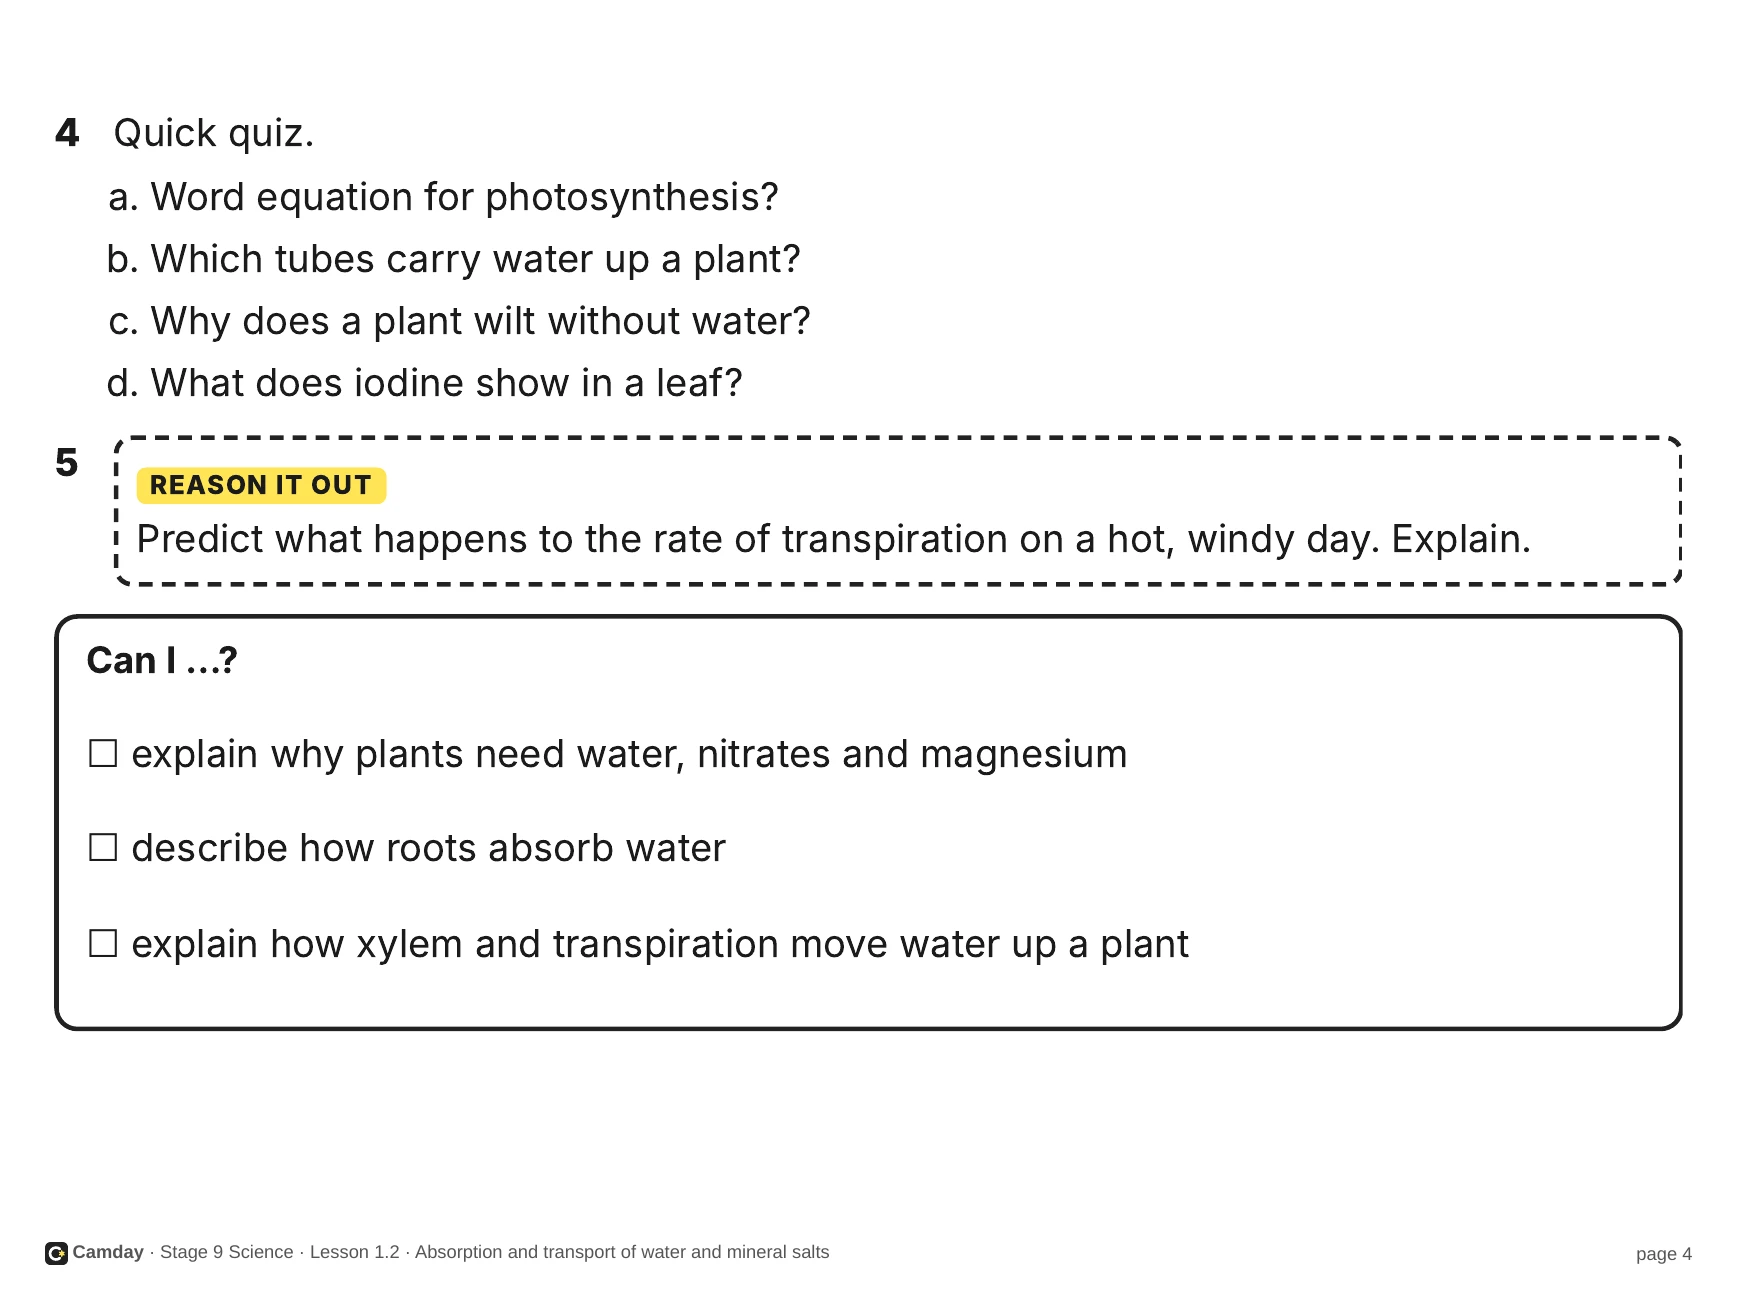 4 Quick quiz.
a. Word equation for photosynthesis?
b. Which tubes carry water up a plant?
c. Why does a plant wilt without water?
d. What does iodine show in a leaf?
5
REASON IT OUT
Predict what happens to the rate of transpiration on a hot, windy day. Explain.
Can I …?
☐ explain why plants need water, nitrates and magnesium
☐ describe how roots absorb water
☐ explain how xylem and transpiration move water up a plant
Camday · Stage 9 Science · Lesson 1.2 · Absorption and transport of water and mineral salts
page 4